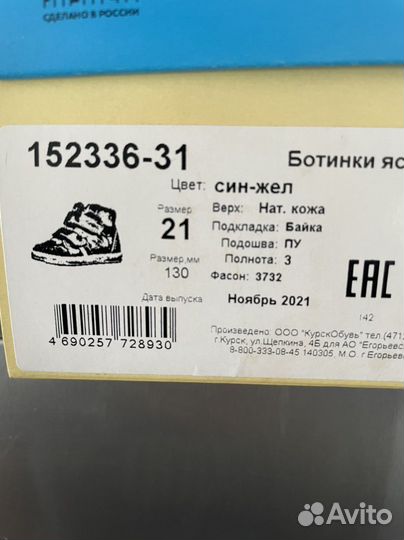 СДЕЛАНО В РОССИИ
152336-31
Ботинки яс
Цвет: син-жел
Размер
21
Размер,мм
130
Верх: Нат. кожа
Подкладка: Байка
Подошва: ПУ
Полнота: 3
Фасон: 3732
EAC
Дата выпуска
Ноябрь 2021
142
4 690257 728930
Произведено: ООО "КурскОбувь" тел.(471,
г.Курск, ул.Щепкина, 4Б для АО "Егорьевс
8-800-333-08-45 140305, М.О. г Егорье
Avito